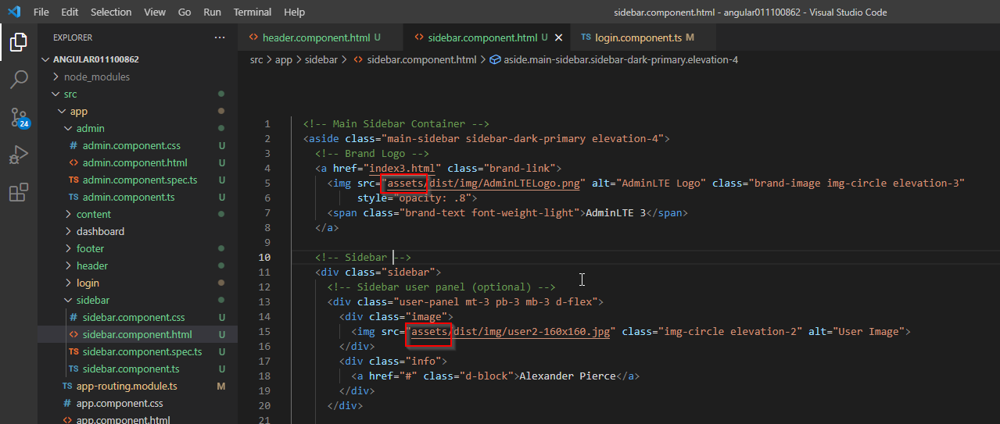 File Edit Selection View Go Run Terminal Help sidebar.component.html - angular011100862 - Visual Studio Code
EXPLORER ...
header.component.html U sidebar.component.html U TS login.component.ts M
ANGULAR011100862
src > app > sidebar > sidebar.component.html > aside.main-sidebar.sidebar-dark-primary.elevation-4
node_modules
src
app
admin
# admin.component.css U
<> admin.component.html U
TS admin.component.spec.ts U
TS admin.component.ts U
content
dashboard
footer
header
login
sidebar
# sidebar.component.css U
<> sidebar.component.html U
TS sidebar.component.spec.ts U
TS sidebar.component.ts U
TS app-routing.module.ts M
# app.component.css
<> app.component.html U
24
1 <!-- Main Sidebar Container -->
2 <aside class="main-sidebar sidebar-dark-primary elevation-4">
3 <!-- Brand Logo -->
4 <a href="index3.html" class="brand-link">
5 <img src="assets/dist/img/AdminLTELogo.png" alt="AdminLTE Logo" class="brand-image img-circle elevation-3"
6 style="opacity: .8">
7 <span class="brand-text font-weight-light">AdminLTE 3</span>
8 </a>
9
10 <!-- Sidebar -->
11 <div class="sidebar">
12 <!-- Sidebar user panel (optional) -->
13 <div class="user-panel mt-3 pb-3 mb-3 d-flex">
14 <div class="image">
15 <img src="assets/dist/img/user2-160x160.jpg" class="img-circle elevation-2" alt="User Image">
16 </div>
17 <div class="info">
18 <a href="#" class="d-block">Alexander Pierce</a>
19 </div>
20 </div>
21